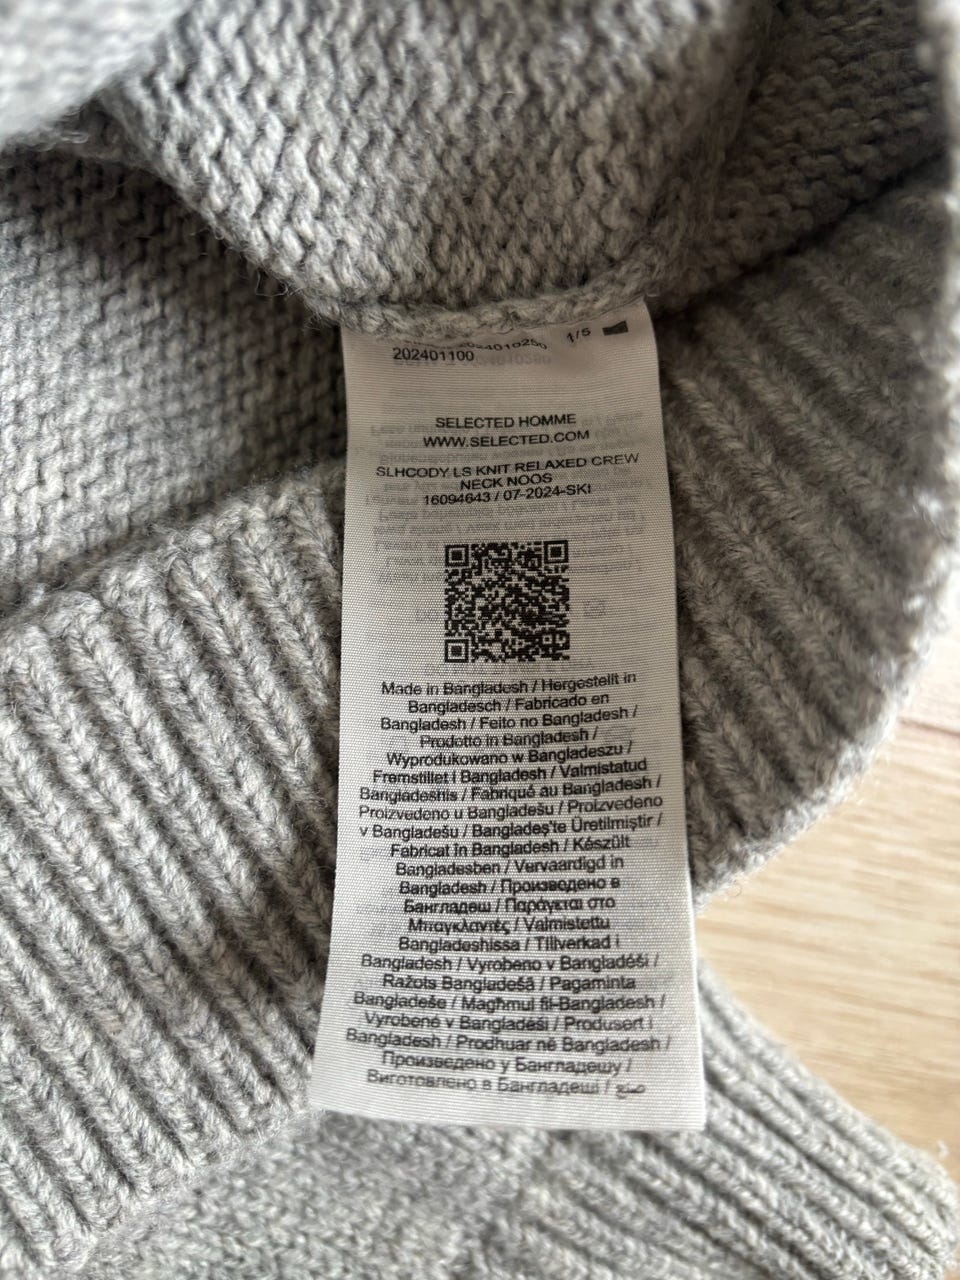 2024010250 1/5
202401100
SELECTED HOMME
WWW.SELECTED.COM
SLHCODY LS KNIT RELAXED CREW
NECK NOOS
16094643 / 07-2024-SKI
Made in Bangladesh / Hergestellt in
Bangladesch / Fabricado en
Bangladesh / Feito no Bangladesh /
Prodotto in Bangladesh /
Wyprodukowano w Bangladeszu /
Fremstillet i Bangladesh / Valmistatud
Bangladeshis / Fabriqué au Bangladesh /
Proizvedeno u Bangladešu / Proizvedeno
v Bangladešu / Bangladeş'te Üretilmiştir /
Fabricat în Bangladesh / Készült
Bangladesben / Vervaardigd in
Bangladesh / Произведено в
Бангладеш / Παράγεται στο
Μπαγκλαντές / Valmistettu
Bangladeshissa / Tillverkad i
Bangladesh / Vyrobeno v Bangladéši /
Ražots Bangladešā / Pagaminta
Bangladeše / Magħmul fil-Bangladesh /
Vyrobené v Bangladéši / Produsert i
Bangladesh / Prodhuar në Bangladesh /
Произведено у Бангладешу /
Виготовлено в Бангладеші / صنع